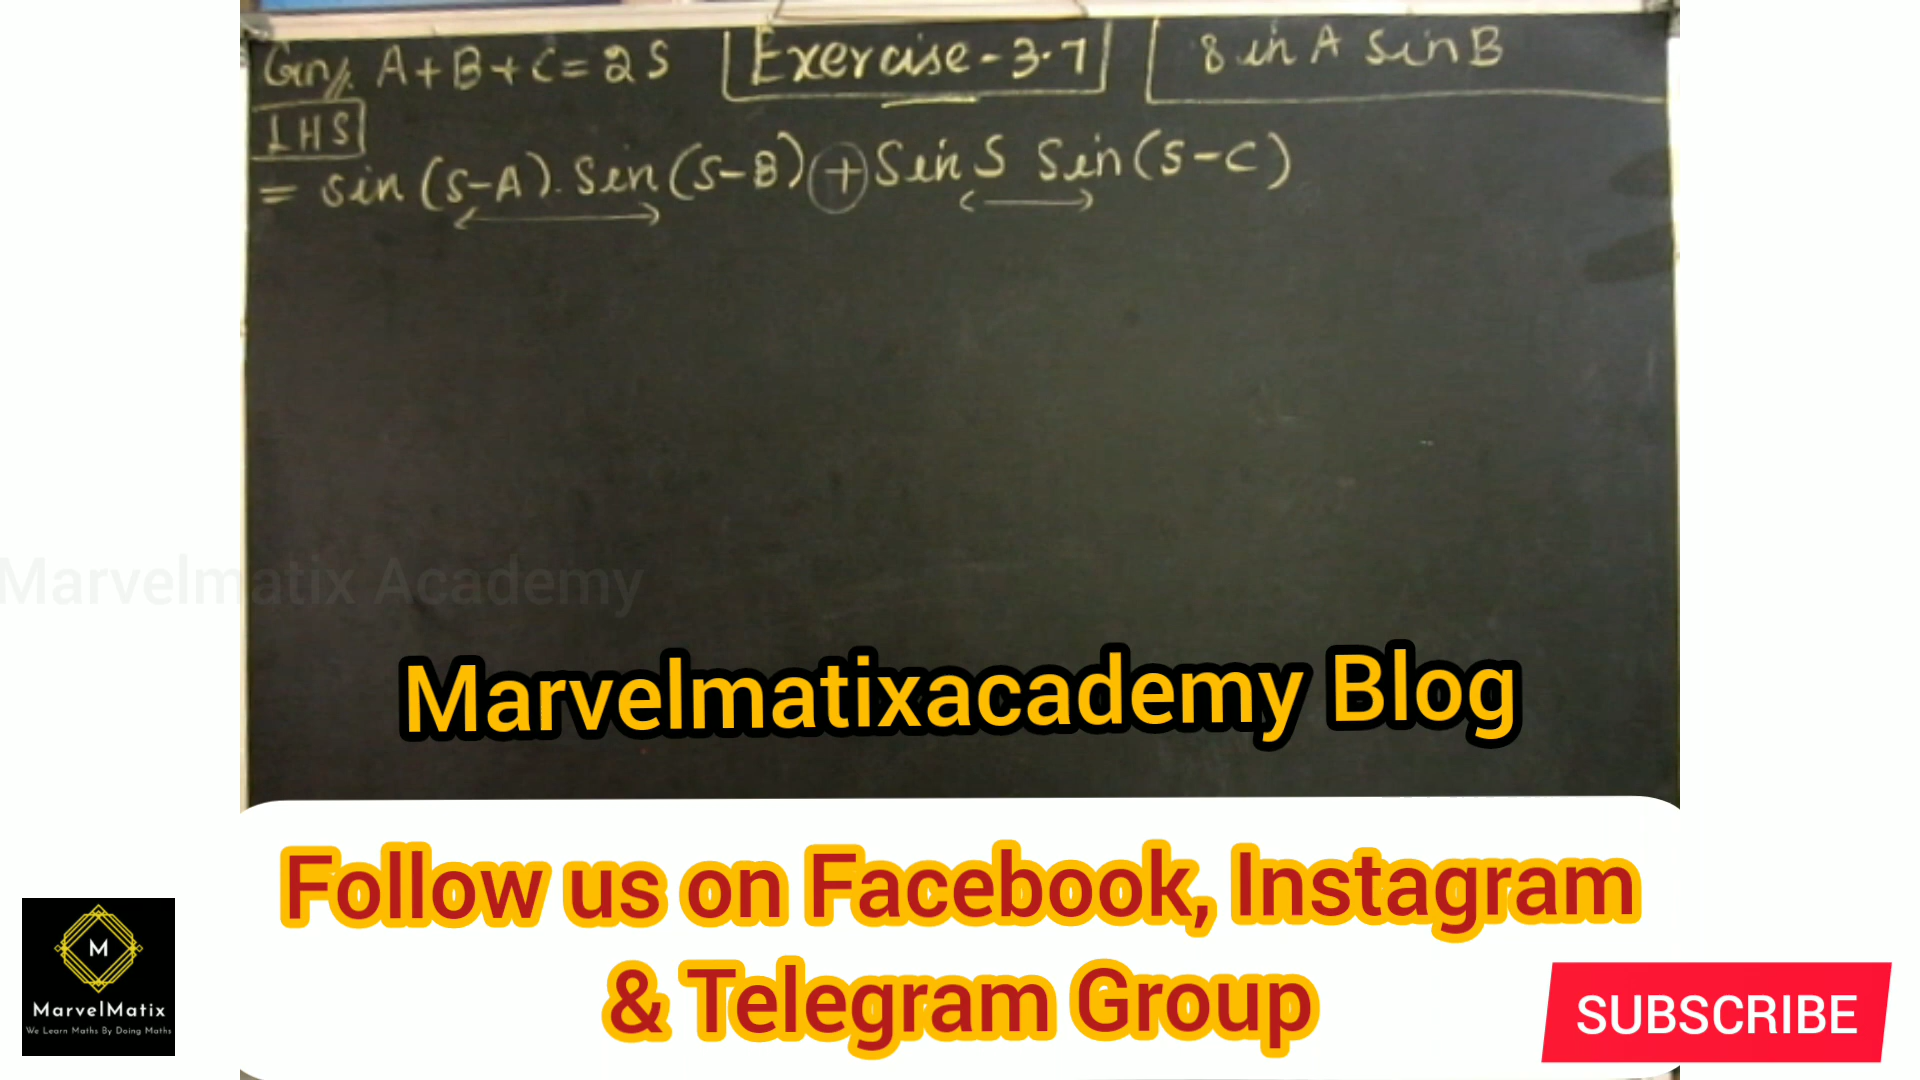 Gn/. A+B+C=2S Exercise-3.7 sin A sin B
LHS
= sin(S-A). Sin(S-B) + Sin S Sin(S-C)
Marvelmatix Academy
Marvelmatixacademy Blog
Follow us on Facebook, Instagram
& Telegram Group
M
MarvelMatix
We Learn Maths By Doing Maths
SUBSCRIBE